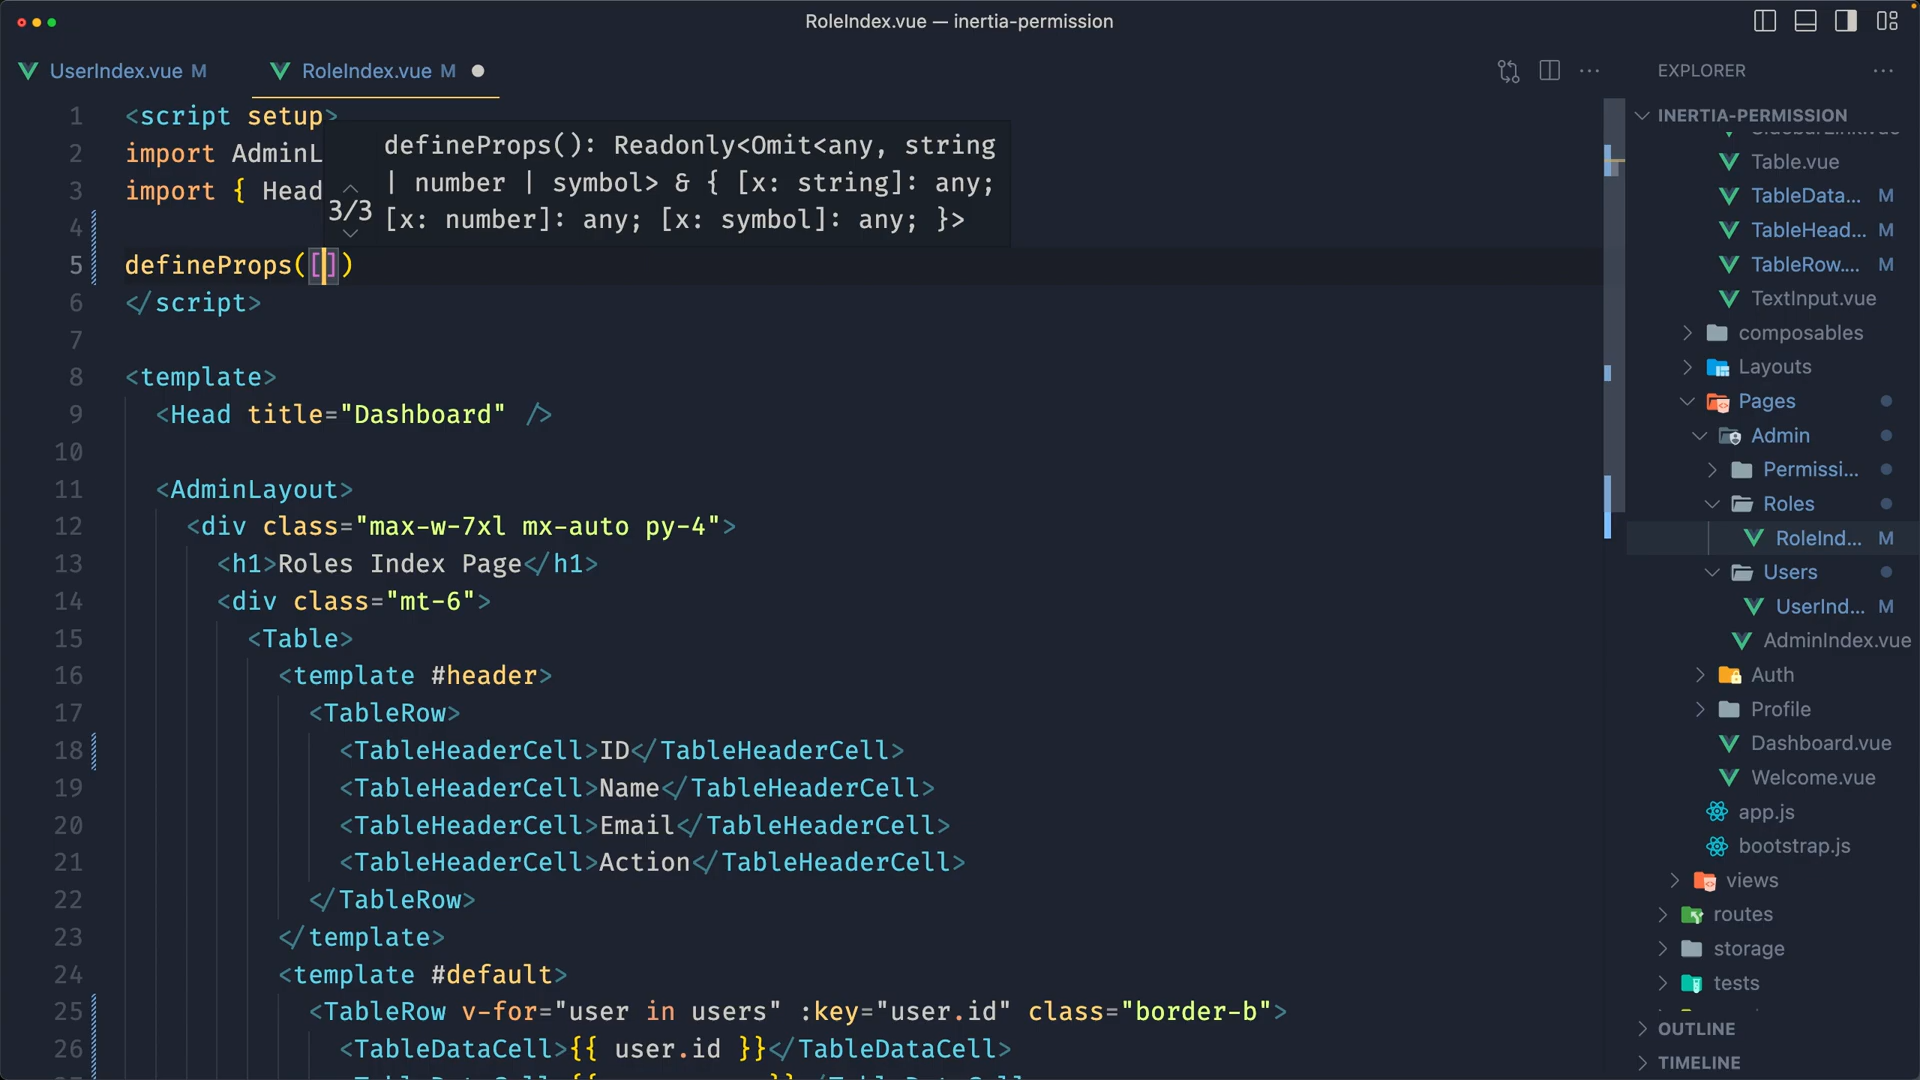 RoleIndex.vue — inertia-permission
UserIndex.vue M
RoleIndex.vue M
EXPLORER
1 <script setup>
2 import AdminL
3 import { Head
4
5 defineProps([])
6 </script>
7
8 <template>
9 <Head title="Dashboard" />
10
11 <AdminLayout>
12 <div class="max-w-7xl mx-auto py-4">
13 <h1>Roles Index Page</h1>
14 <div class="mt-6">
15 <Table>
16 <template #header>
17 <TableRow>
18 <TableHeaderCell>ID</TableHeaderCell>
19 <TableHeaderCell>Name</TableHeaderCell>
20 <TableHeaderCell>Email</TableHeaderCell>
21 <TableHeaderCell>Action</TableHeaderCell>
22 </TableRow>
23 </template>
24 <template #default>
25 <TableRow v-for="user in users" :key="user.id" class="border-b">
26 <TableDataCell>{{ user.id }}</TableDataCell>
3/3
defineProps(): Readonly<Omit<any, string
| number | symbol> & { [x: string]: any;
[x: number]: any; [x: symbol]: any; }>
INERTIA-PERMISSION
Table.vue
TableData... M
TableHead... M
TableRow.... M
TextInput.vue
composables
Layouts
Pages
Admin
Permissi...
Roles
RoleInd... M
Users
UserInd... M
AdminIndex.vue
Auth
Profile
Dashboard.vue
Welcome.vue
app.js
bootstrap.js
views
routes
storage
tests
OUTLINE
TIMELINE